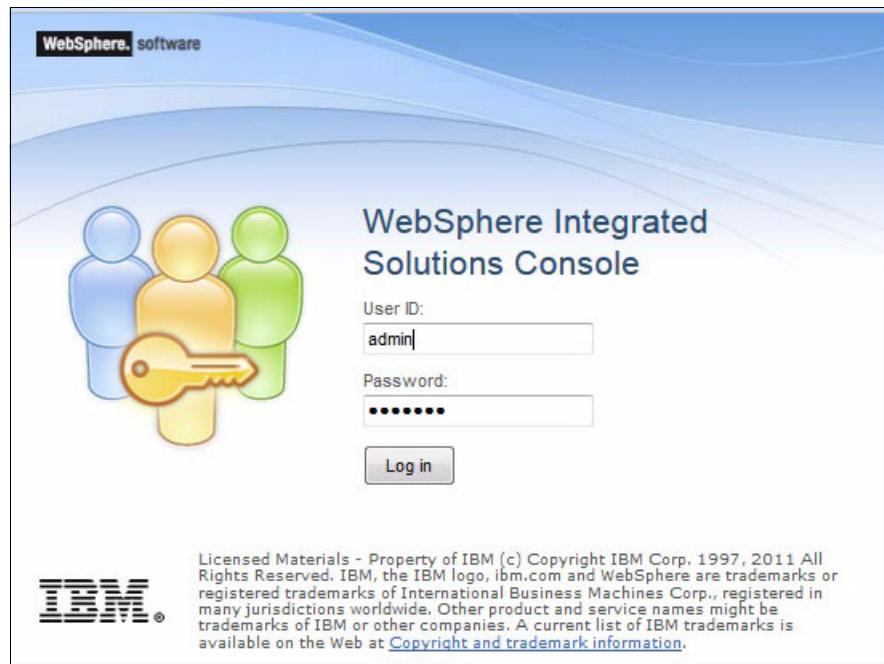 WebSphere. software
WebSphere Integrated
Solutions Console
User ID:
admin
Password:
•••••••
Log in
Licensed Materials - Property of IBM (c) Copyright IBM Corp. 1997, 2011 All
Rights Reserved. IBM, the IBM logo, ibm.com and WebSphere are trademarks or
registered trademarks of International Business Machines Corp., registered in
many jurisdictions worldwide. Other product and service names might be
trademarks of IBM or other companies. A current list of IBM trademarks is
available on the Web at Copyright and trademark information.
IBM.